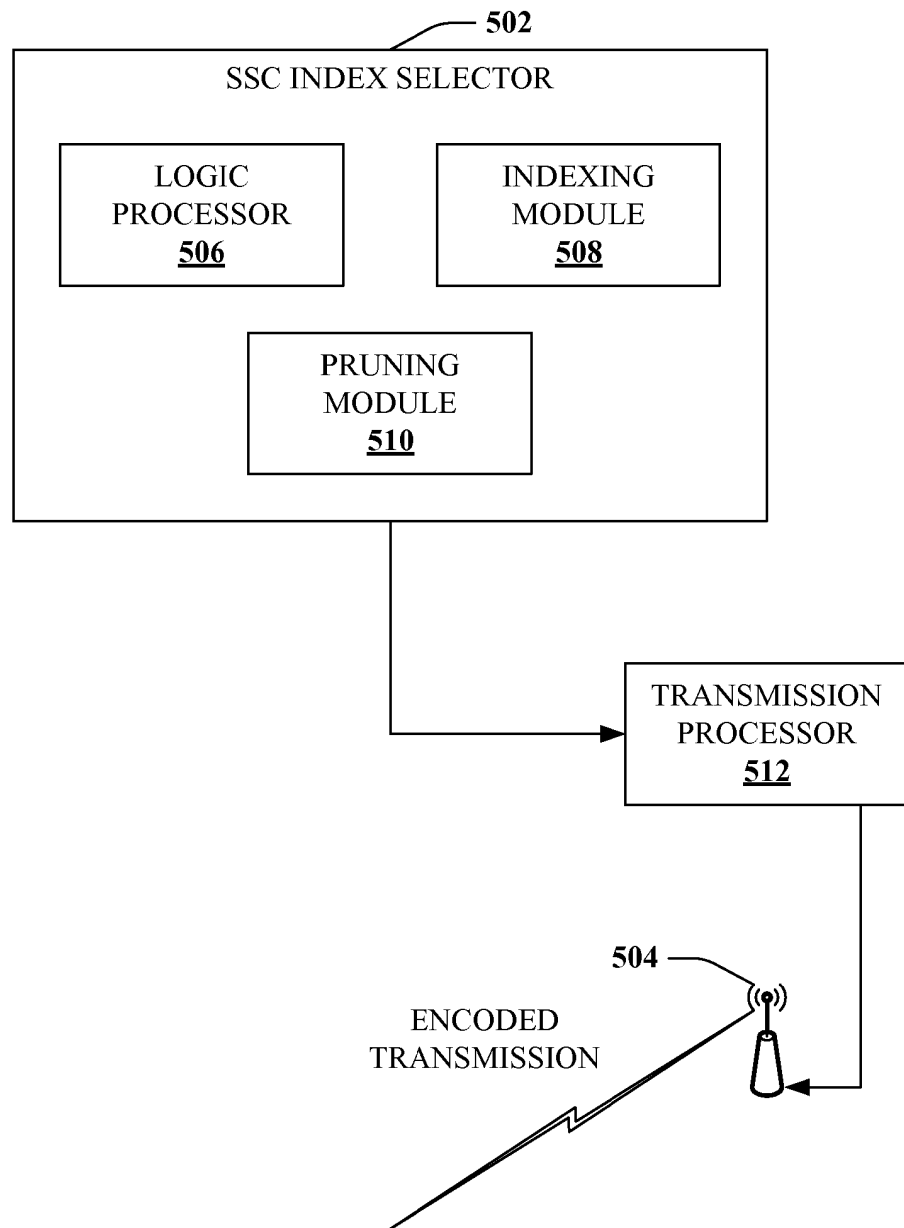 502
SSC INDEX SELECTOR
LOGIC
PROCESSOR
506
INDEXING
MODULE
508
PRUNING
MODULE
510
TRANSMISSION
PROCESSOR
512
504
ENCODED
TRANSMISSION